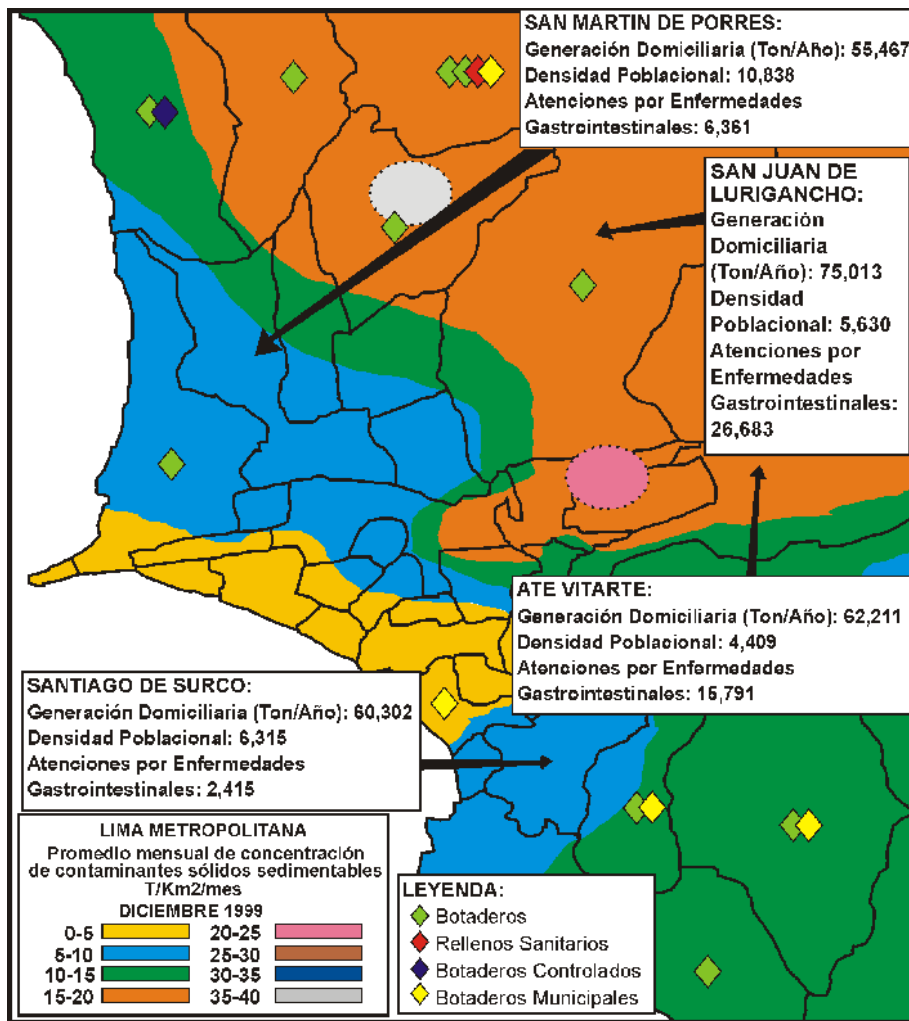 SAN MARTIN DE PORRES:
Generación Domiciliaria (Ton/Año): 55,467
Densidad Poblacional: 10,838
Atenciones por Enfermedades
Gastrointestinales: 6,361
SAN JUAN DE
LURIGANCHO:
Generación
Domiciliaria
(Ton/Año): 75,013
Densidad
Poblacional: 5,630
Atenciones por
Enfermedades
Gastrointestinales:
26,683
ATE VITARTE:
Generación Domiciliaria (Ton/Año): 62,211
Densidad Poblacional: 4,409
Atenciones por Enfermedades
Gastrointestinales: 15,791
SANTIAGO DE SURCO:
Generación Domiciliaria (Ton/Año): 60,302
Densidad Poblacional: 6,315
Atenciones por Enfermedades
Gastrointestinales: 2,415
LIMA METROPOLITANA
Promedio mensual de concentración
de contaminantes sólidos sedimentables
T/Km2/mes
DICIEMBRE 1999
0-5 20-25
5-10 25-30
10-15 30-35
15-20 35-40
LEYENDA:
Botaderos
Rellenos Sanitarios
Botaderos Controlados
Botaderos Municipales